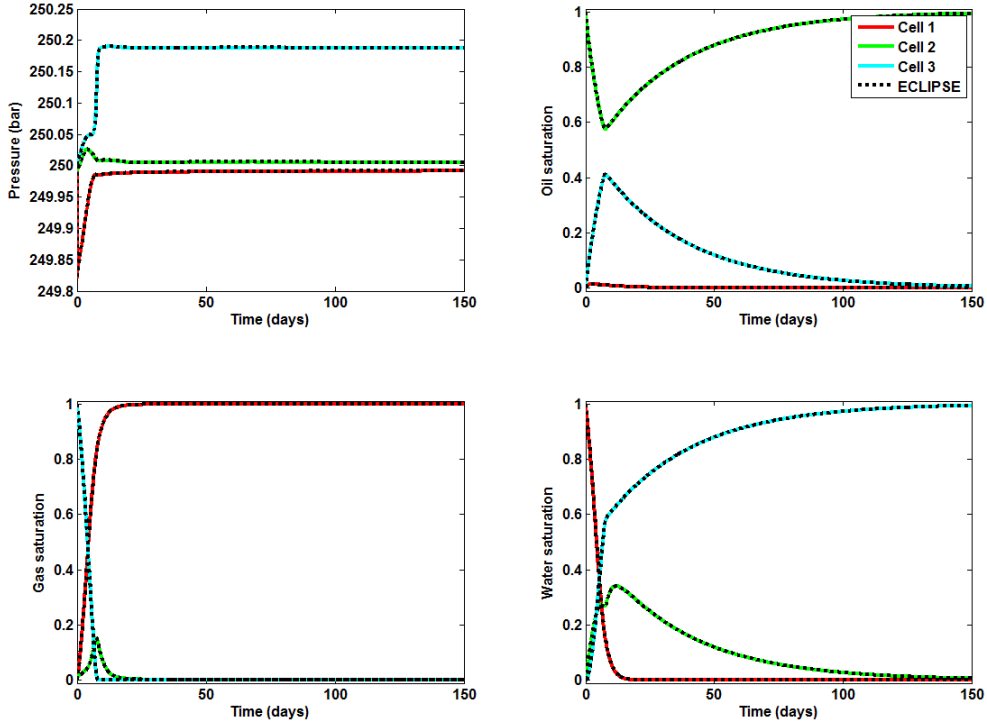 250.25
250.2
250.15
250.1
250.05
250
249.95
249.9
249.85
249.8
Pressure (bar)
0 50 100 150
Time (days)
1
0.8
0.6
0.4
0.2
0
Oil saturation
Cell 1
Cell 2
Cell 3
ECLIPSE
0 50 100 150
Time (days)
1
0.8
0.6
0.4
0.2
0
Gas saturation
0 50 100 150
Time (days)
1
0.8
0.6
0.4
0.2
0
Water saturation
0 50 100 150
Time (days)